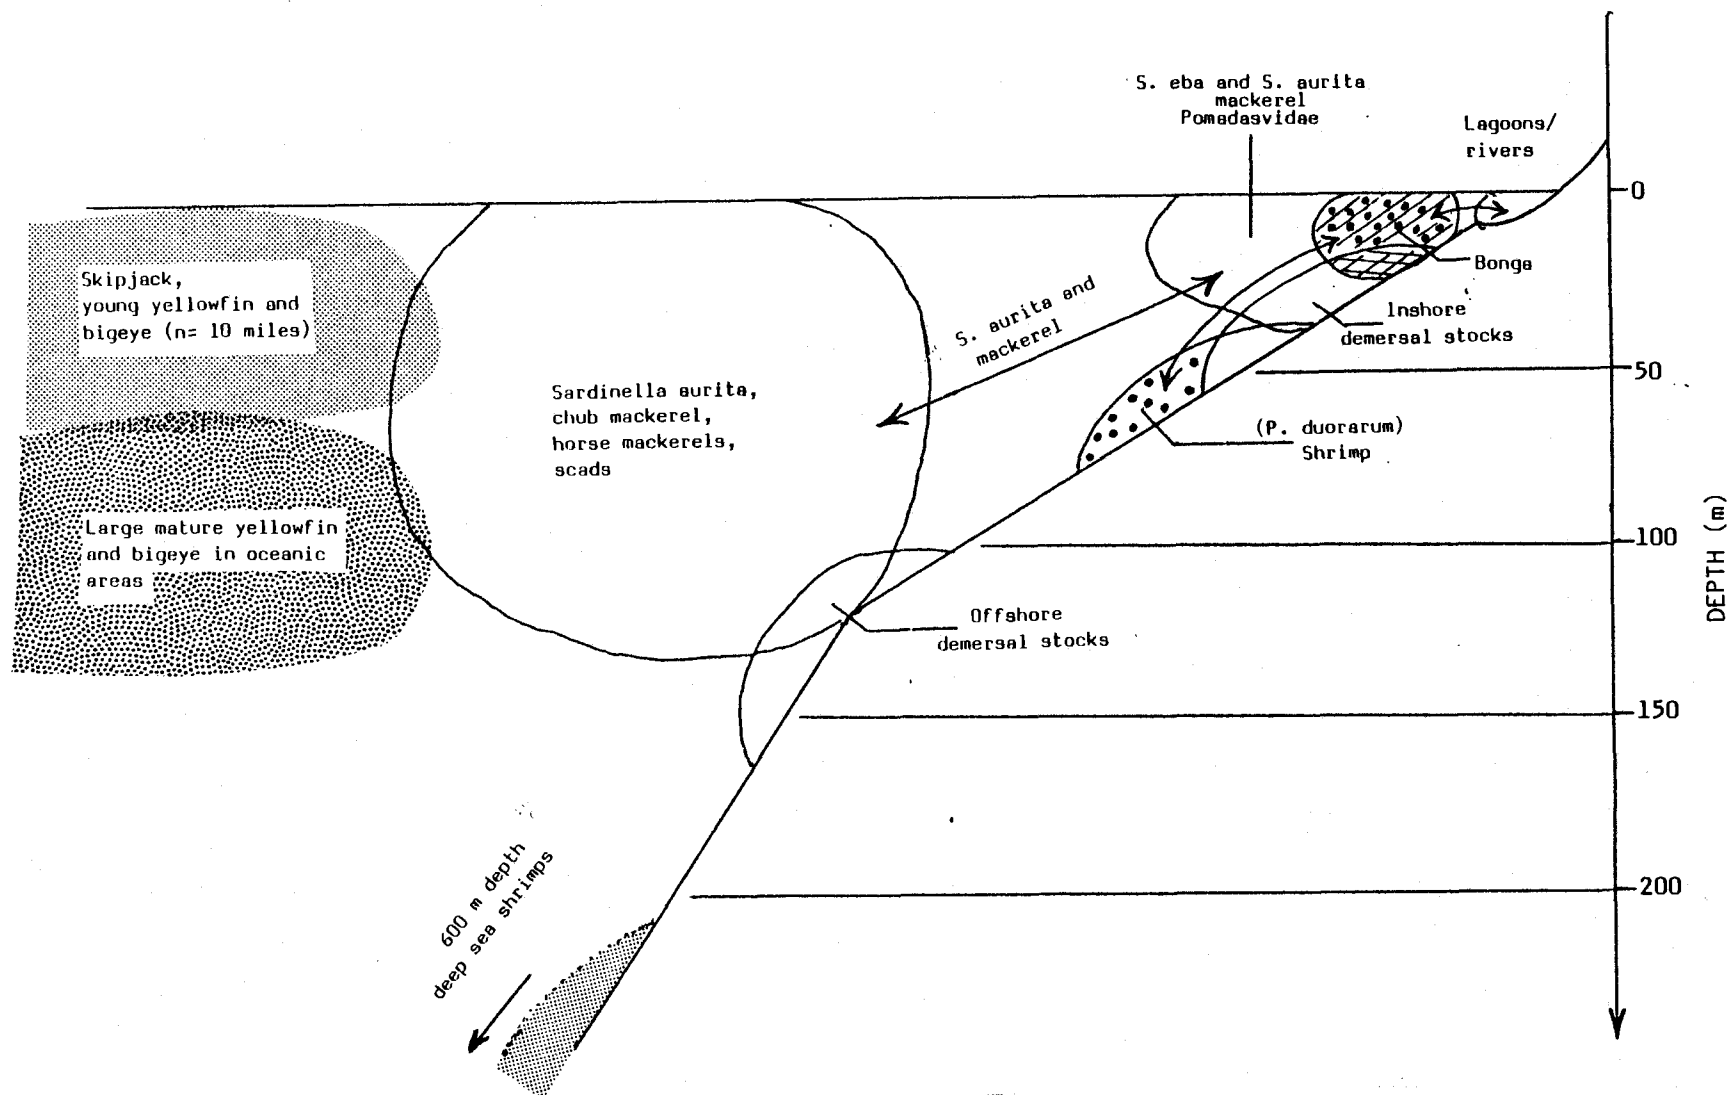 S. eba and S. aurita
mackerel
Pomadasvidae
Lagoons/
rivers
0
Skipjack,
young yellowfin and
bigeye (n= 10 miles)
Bonga
S. aurita and
mackerel
Inshore
demersal stocks
50
Sardinella aurita,
chub mackerel,
horse mackerels,
scads
(P. duorarum)
Shrimp
Large mature yellowfin
and bigeye in oceanic
areas
100
DEPTH (m)
Offshore
demersal stocks
150
200
600 m depth
deep sea shrimps